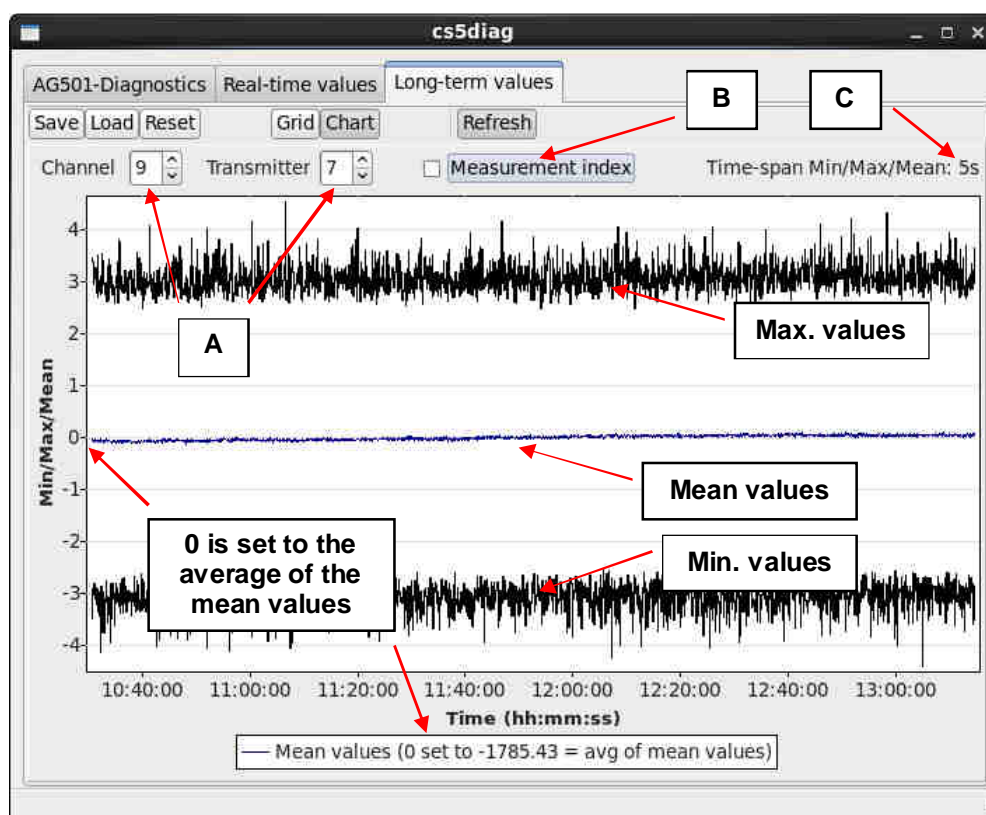 cs5diag
AG501-Diagnostics Real-time values Long-term values
B C
Save Load Reset Grid Chart Refresh
Channel 9 Transmitter 7 Measurement index Time-span Min/Max/Mean: 5s
4
3
A
Max. values
2
1
Min/Max/Mean
0
-1
Mean values
-2
0 is set to the
average of the
mean values
Min. values
-3
-4
10:40:00 11:00:00 11:20:00 11:40:00 12:00:00 12:20:00 12:40:00 13:00:00
Time (hh:mm:ss)
Mean values (0 set to -1785.43 = avg of mean values)